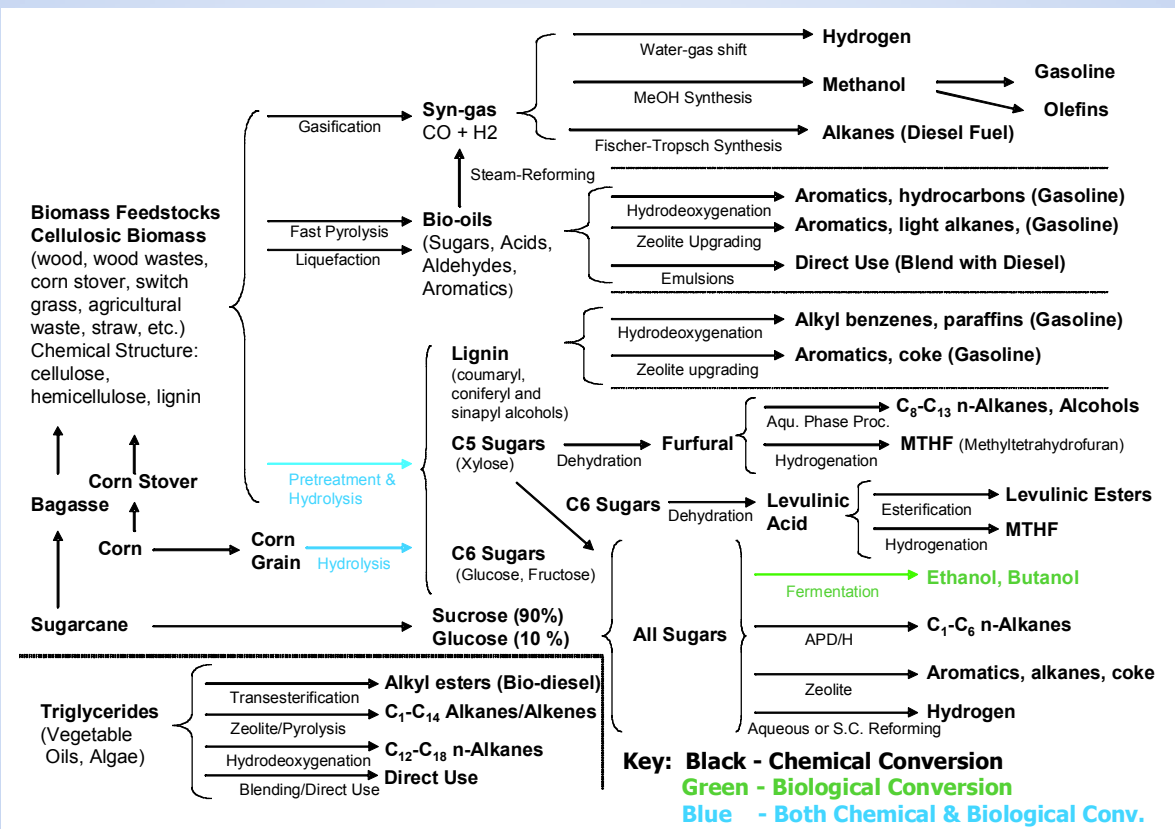 Biomass Feedstocks
Cellulosic Biomass
(wood, wood wastes,
corn stover, switch
grass, agricultural
waste, straw, etc.)
Chemical Structure:
cellulose,
hemicellulose, lignin
Bagasse
Corn Stover
Corn
Corn
Grain
Sugarcane
Gasification
Fast Pyrolysis
Liquefaction
Pretreatment &
Hydrolysis
Hydrolysis
Syn-gas
CO + H2
Steam-Reforming
Bio-oils
(Sugars, Acids,
Aldehydes,
Aromatics)
Lignin
(coumaryl,
coniferyl and
sinapyl alcohols)
C5 Sugars
(Xylose)
C6 Sugars
(Glucose, Fructose)
Sucrose (90%)
Glucose (10 %)
Water-gas shift
Hydrogen
MeOH Synthesis
Methanol
Gasoline
Olefins
Fischer-Tropsch Synthesis
Alkanes (Diesel Fuel)
Hydrodeoxygenation
Aromatics, hydrocarbons (Gasoline)
Zeolite Upgrading
Aromatics, light alkanes, (Gasoline)
Emulsions
Direct Use (Blend with Diesel)
Hydrodeoxygenation
Alkyl benzenes, paraffins (Gasoline)
Zeolite upgrading
Aromatics, coke (Gasoline)
Dehydration
Furfural
Aqu. Phase Proc.
C8-C13 n-Alkanes, Alcohols
Hydrogenation
MTHF (Methyltetrahydrofuran)
C6 Sugars
Dehydration
Levulinic
Acid
Esterification
Levulinic Esters
Hydrogenation
MTHF
All Sugars
Fermentation
Ethanol, Butanol
APD/H
C1-C6 n-Alkanes
Zeolite
Aromatics, alkanes, coke
Aqueous or S.C. Reforming
Hydrogen
Triglycerides
(Vegetable
Oils, Algae)
Transesterification
Alkyl esters (Bio-diesel)
Zeolite/Pyrolysis
C1-C14 Alkanes/Alkenes
Hydrodeoxygenation
C12-C18 n-Alkanes
Blending/Direct Use
Direct Use
Key: Black - Chemical Conversion
Green - Biological Conversion
Blue - Both Chemical & Biological Conv.